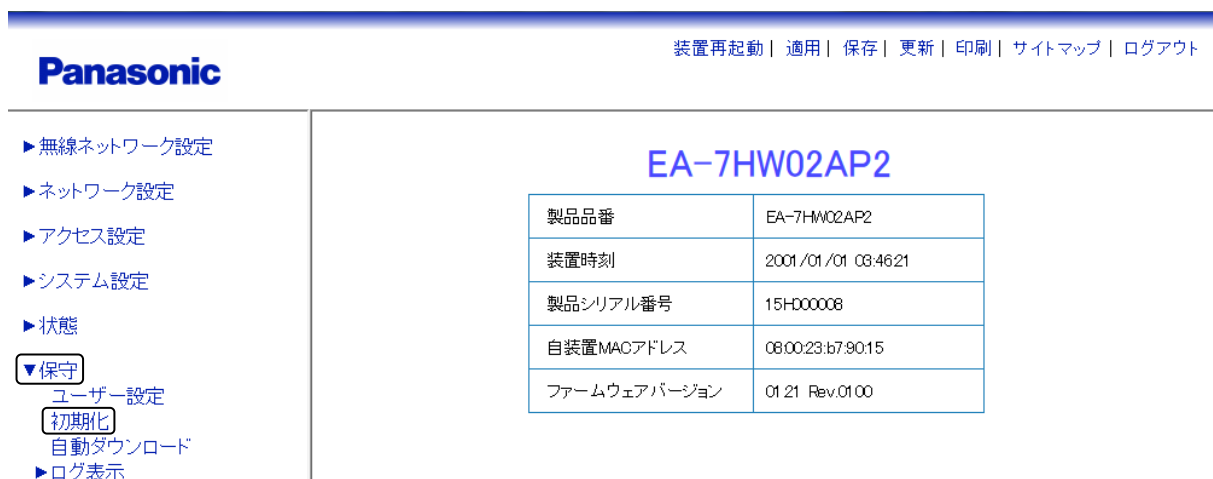 装置再起動| 適用| 保存| 更新| 印刷| サイトマップ| ログアウト
Panasonic
▶無線ネットワーク設定
▶ネットワーク設定
▶アクセス設定
▶システム設定
▶状態
▼保守
ユーザー設定
初期化
自動ダウンロード
▶ログ表示
EA-7HW02AP2
製品品番 EA-7HW02AP2
装置時刻 2001/01/01 03:46:21
製品シリアル番号 15H000008
自装置MACアドレス 08:00:23:b7:90:15
ファームウェアバージョン 01.21 Rev.01.00